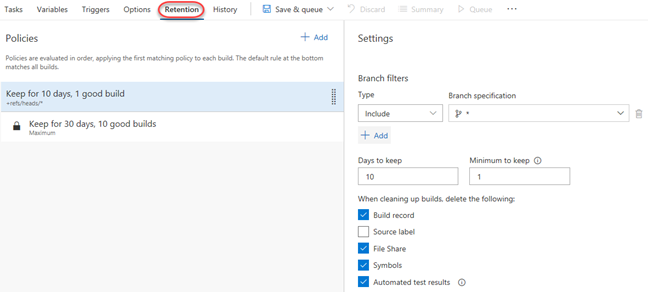 Tasks Variables Triggers Options Retention History Save & queue Discard Summary Queue ...
Policies
+ Add
Policies are evaluated in order, applying the first matching policy to each build. The default rule at the bottom
matches all builds.
Keep for 10 days, 1 good build
+refs/heads/*
Keep for 30 days, 10 good builds
Maximum
Settings
Branch filters
Type Branch specification
Include *
+ Add
Days to keep Minimum to keep
10 1
When cleaning up builds, delete the following:
Build record
Source label
File Share
Symbols
Automated test results